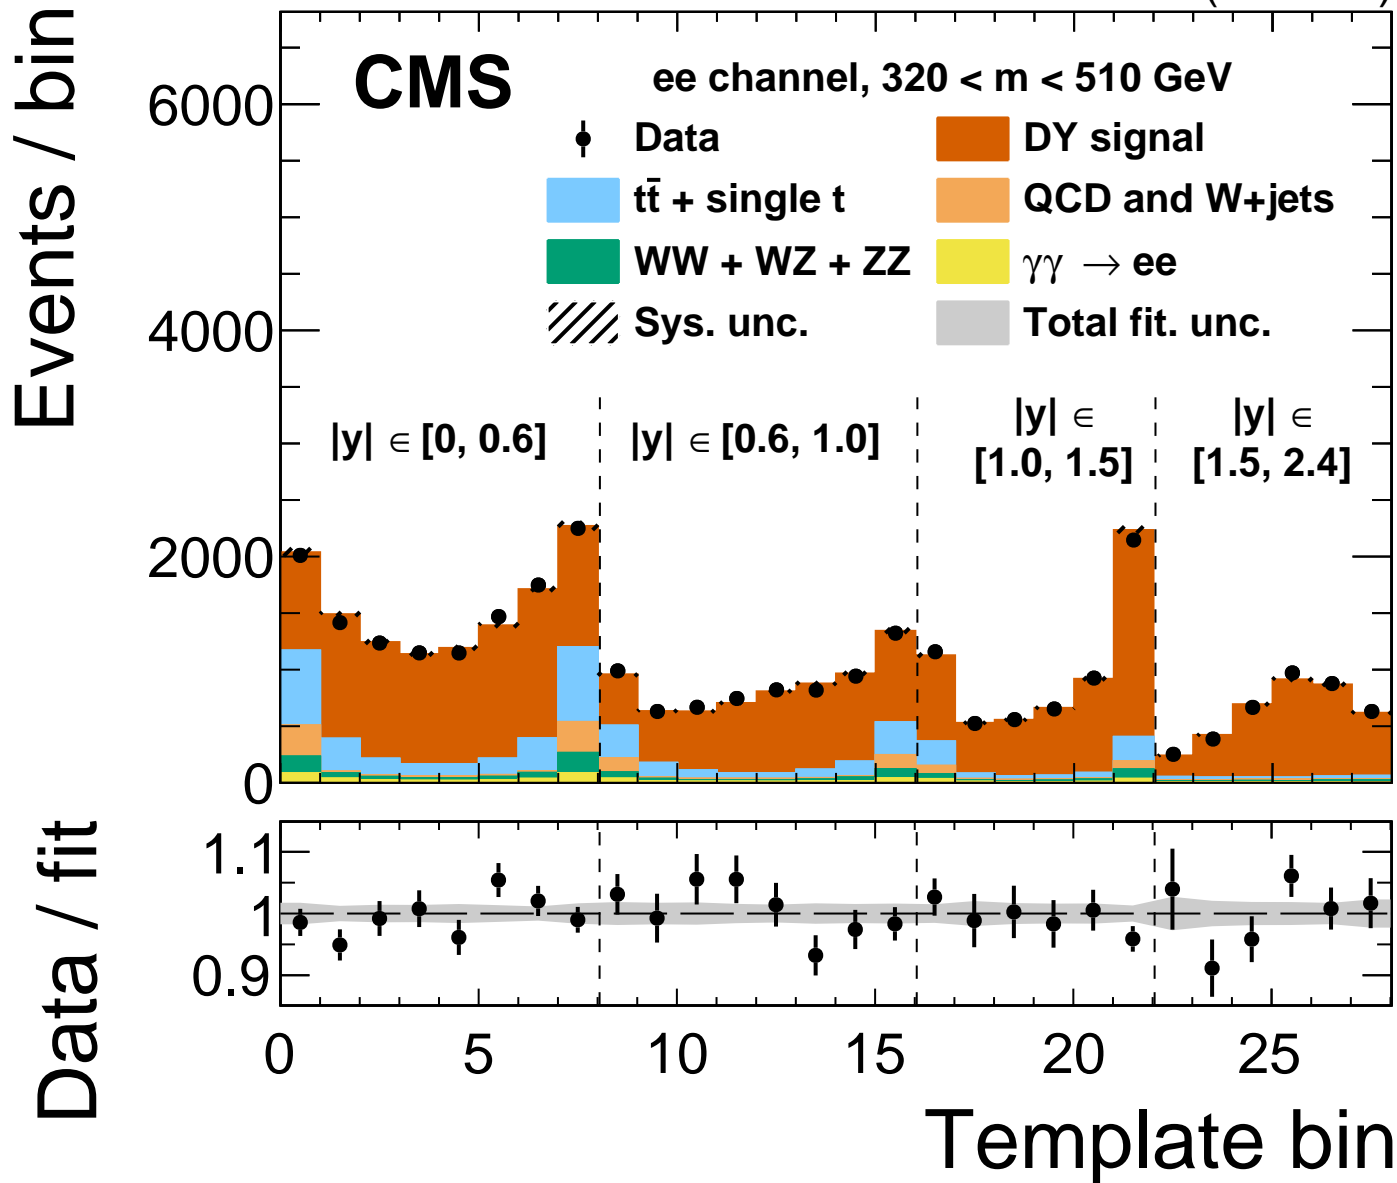 CMS
ee channel, 320 < m < 510 GeV
Data
DY signal
tt̄ + single t
QCD and W+jets
WW + WZ + ZZ
γγ → ee
Sys. unc.
Total fit. unc.
|y| ∈ [0, 0.6]
|y| ∈ [0.6, 1.0]
|y| ∈
[1.0, 1.5]
|y| ∈
[1.5, 2.4]
Events / bin
6000
4000
2000
0
Data / fit
1.1
1
0.9
0 5 10 15 20 25
Template bin